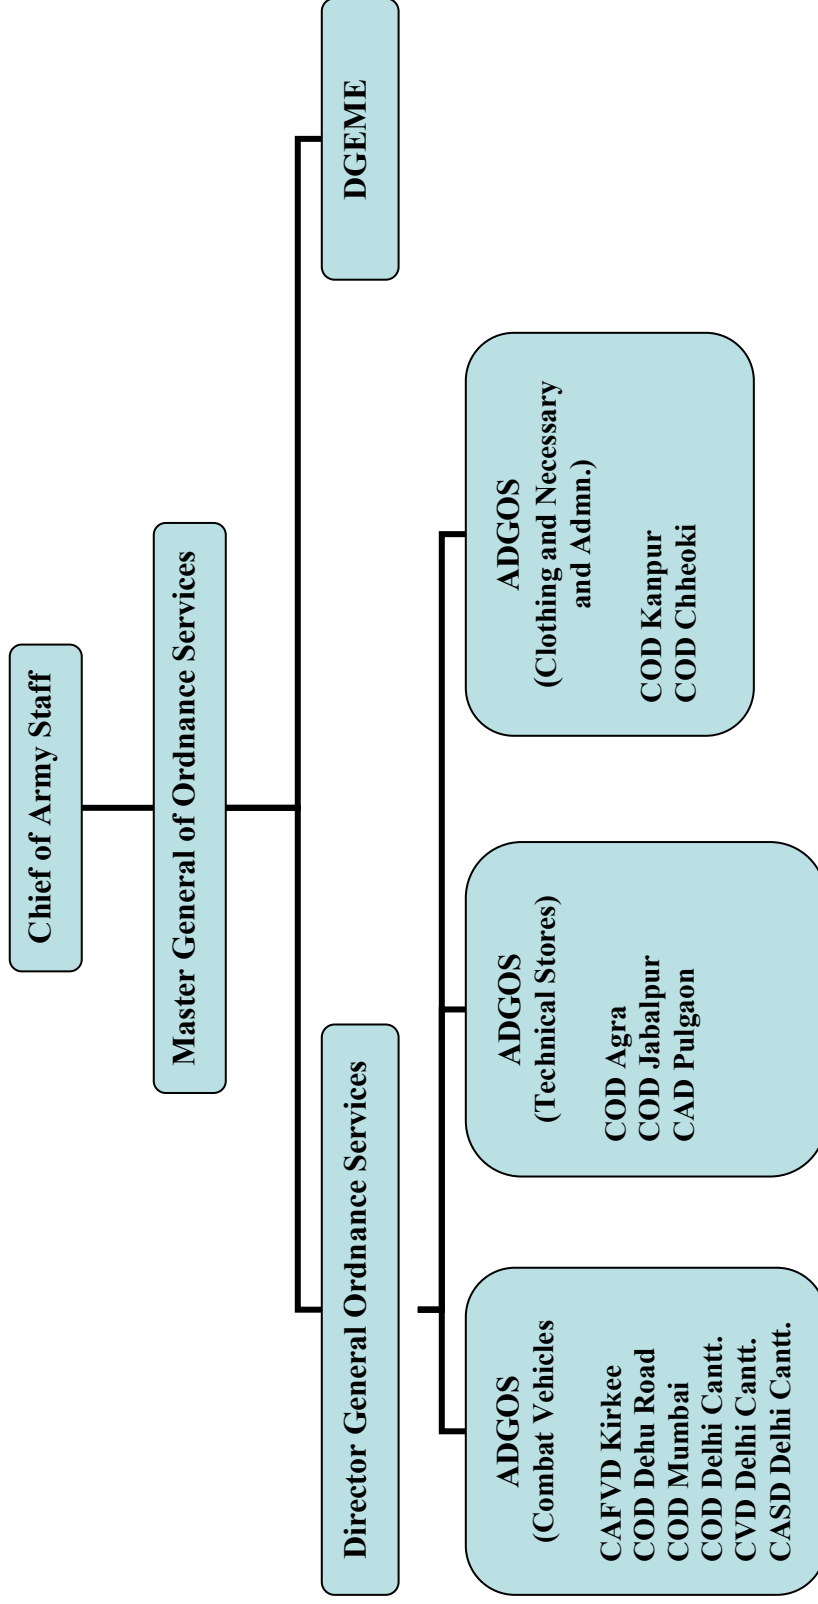 Chief of Army Staff
Master General of Ordnance Services
Director General Ordnance Services
DGEME
ADGOS
(Combat Vehicles)
CAFVD Kirkee
COD Dehu Road
COD Mumbai
COD Delhi Cantt.
CVD Delhi Cantt.
CASD Delhi Cantt.
ADGOS
(Technical Stores)
COD Agra
COD Jabalpur
CAD Pulgaon
ADGOS
(Clothing and Necessary
and Admn.)
COD Kanpur
COD Chheoki